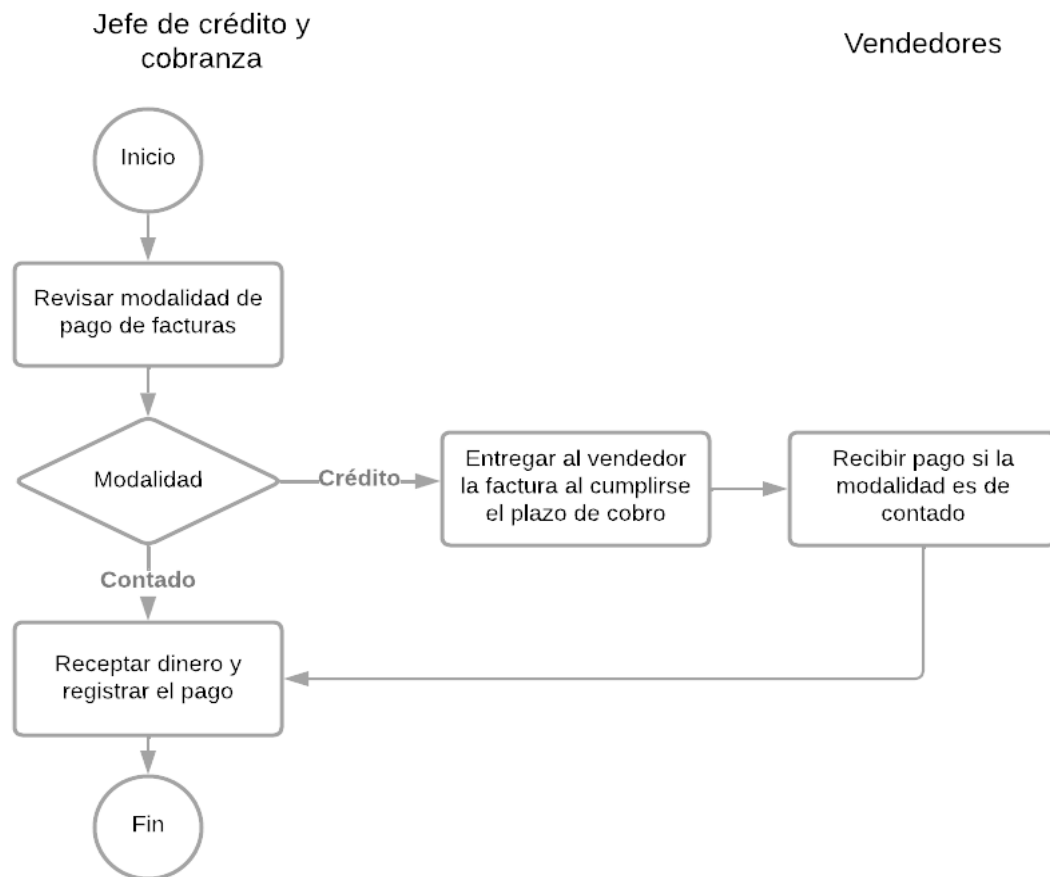 Jefe de crédito y
cobranza
Vendedores
Inicio
Revisar modalidad de
pago de facturas
Modalidad
Crédito
Entregar al vendedor
la factura al cumplirse
el plazo de cobro
Recibir pago si la
modalidad es de
contado
Contado
Receptar dinero y
registrar el pago
Fin